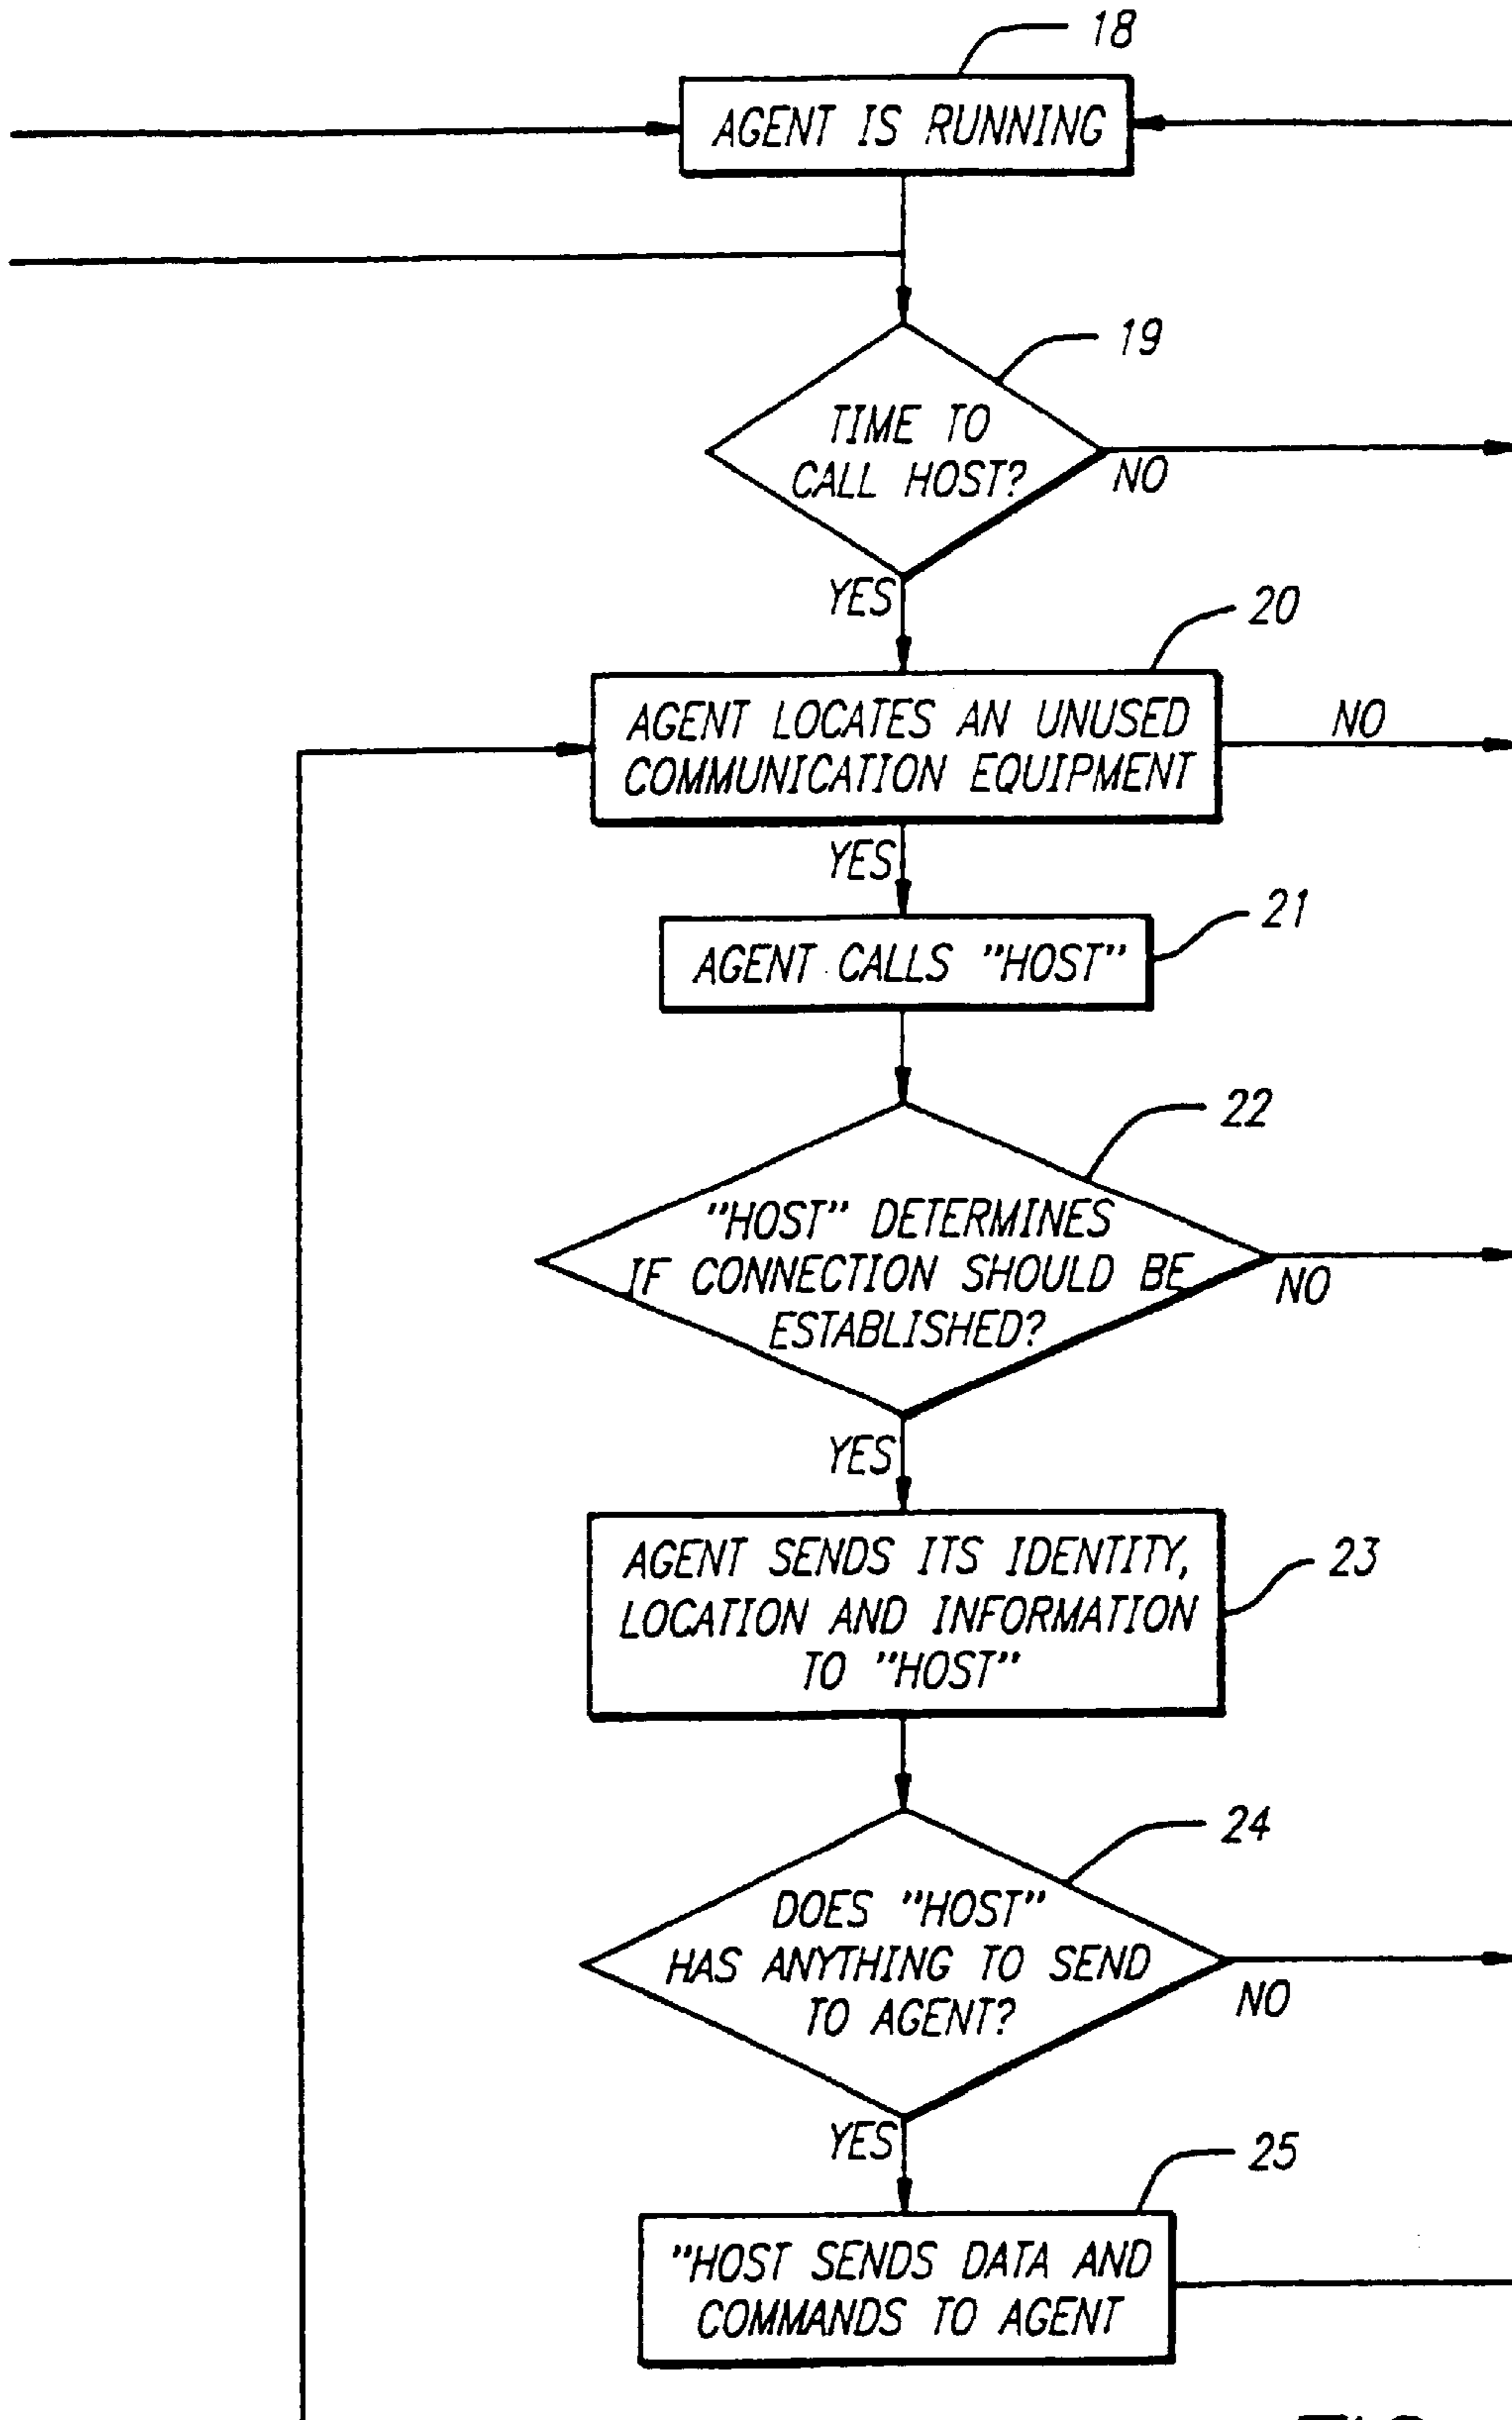 18
AGENT IS RUNNING
19
TIME TO
CALL HOST?
NO
YES
20
AGENT LOCATES AN UNUSED
COMMUNICATION EQUIPMENT
NO
YES
21
AGENT CALLS "HOST"
22
"HOST" DETERMINES
IF CONNECTION SHOULD BE
ESTABLISHED?
NO
YES
23
AGENT SENDS ITS IDENTITY,
LOCATION AND INFORMATION
TO "HOST"
24
DOES "HOST"
HAS ANYTHING TO SEND
TO AGENT?
NO
YES
25
"HOST SENDS DATA AND
COMMANDS TO AGENT